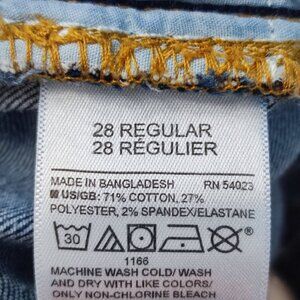 28 REGULAR
28 RÉGULIER
MADE IN BANGLADESH RN 54023
US/GB: 71% COTTON, 27%
POLYESTER, 2% SPANDEX/ELASTANE
30
1166
MACHINE WASH COLD/ WASH
AND DRY WITH LIKE COLORS/
ONLY NON-CHLORINE BLEACH